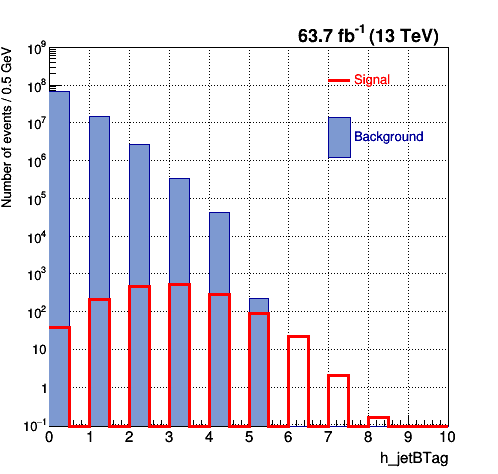 63.7 fb⁻¹ (13 TeV)
Number of events / 0.5 GeV
10⁹
10⁸
10⁷
10⁶
10⁵
10⁴
10³
10²
10
1
10⁻¹
Signal
Background
0 1 2 3 4 5 6 7 8 9 10
h_jetBTag